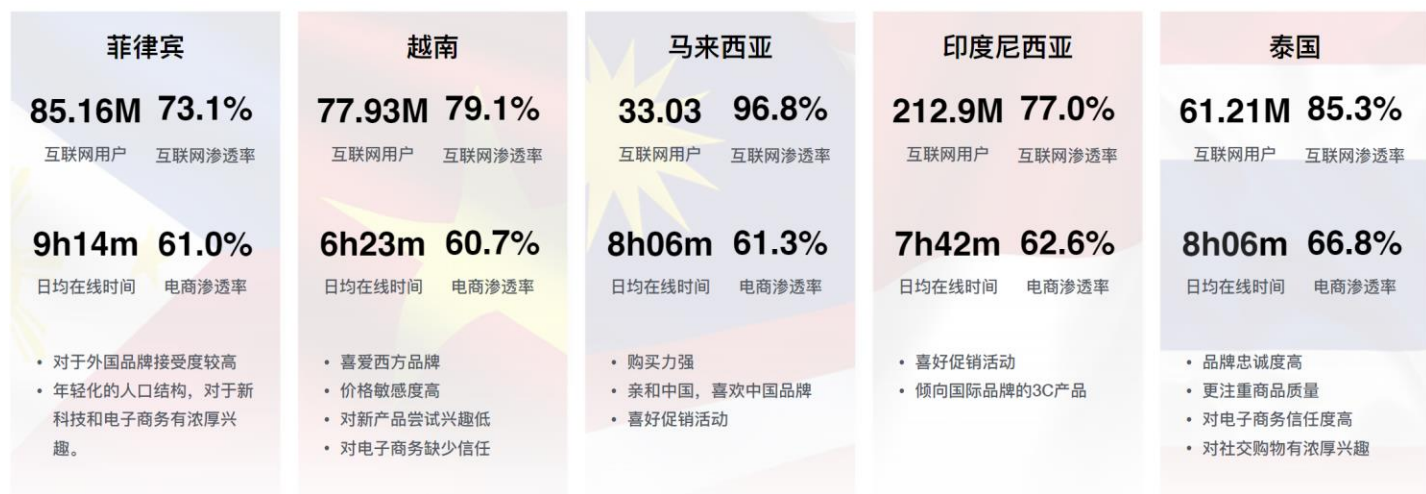 菲律宾
85.16M 73.1%
互联网用户 互联网渗透率
9h14m 61.0%
日均在线时间 电商渗透率
• 对于外国品牌接受度较高
• 年轻化的人口结构，对于新
科技和电子商务有浓厚兴
趣。
越南
77.93M 79.1%
互联网用户 互联网渗透率
6h23m 60.7%
日均在线时间 电商渗透率
• 喜爱西方品牌
• 价格敏感度高
• 对新产品尝试兴趣低
• 对电子商务缺少信任
马来西亚
33.03 96.8%
互联网用户 互联网渗透率
8h06m 61.3%
日均在线时间 电商渗透率
• 购买力强
• 亲和中国，喜欢中国品牌
• 喜好促销活动
印度尼西亚
212.9M 77.0%
互联网用户 互联网渗透率
7h42m 62.6%
日均在线时间 电商渗透率
• 喜好促销活动
• 倾向国际品牌的3C产品
泰国
61.21M 85.3%
互联网用户 互联网渗透率
8h06m 66.8%
日均在线时间 电商渗透率
• 品牌忠诚度高
• 更注重商品质量
• 对电子商务信任度高
• 对社交购物有浓厚兴趣